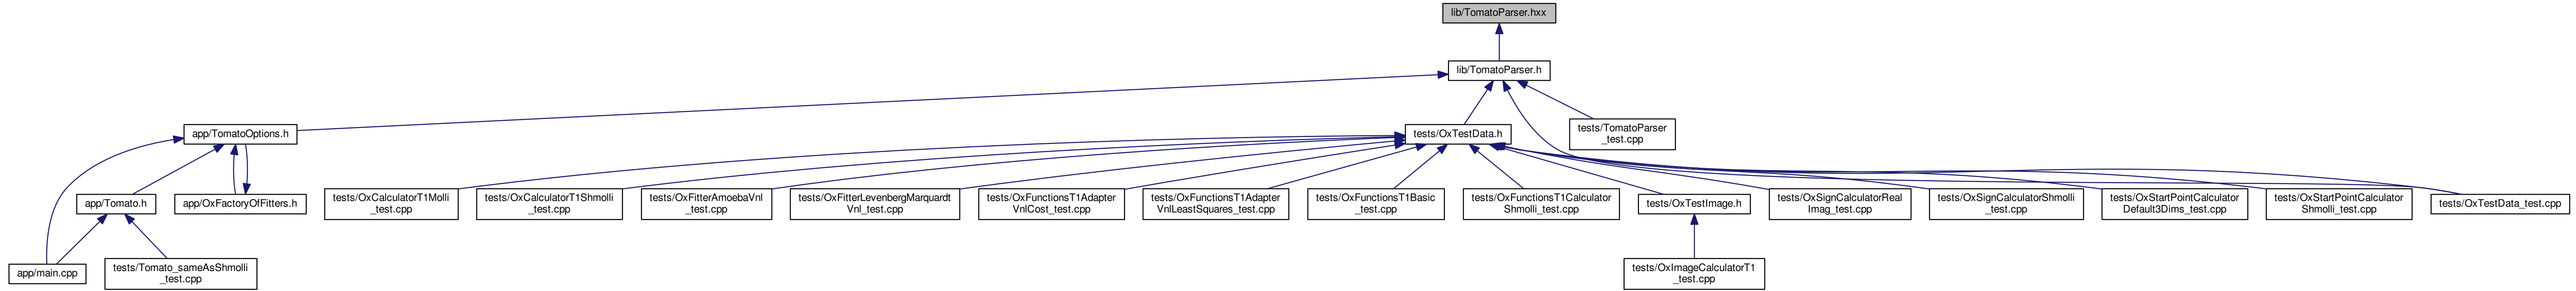 lib/TomatoParser.hxx
lib/TomatoParser.h
app/TomatoOptions.h
tests/OxTestData.h
tests/TomatoParser
_test.cpp
app/Tomato.h
app/OxFactoryOfFitters.h
tests/OxCalculatorT1Molli
_test.cpp
tests/OxCalculatorT1Shmolli
_test.cpp
tests/OxFitterAmoebaVnl
_test.cpp
tests/OxFitterLevenbergMarquardt
Vnl_test.cpp
tests/OxFunctionsT1Adapter
VnlCost_test.cpp
tests/OxFunctionsT1Adapter
VnlLeastSquares_test.cpp
tests/OxFunctionsT1Basic
_test.cpp
tests/OxFunctionsT1Calculator
Shmolli_test.cpp
tests/OxTestImage.h
tests/OxSignCalculatorReal
Imag_test.cpp
tests/OxSignCalculatorShmolli
_test.cpp
tests/OxStartPointCalculator
Default3Dims_test.cpp
tests/OxStartPointCalculator
Shmolli_test.cpp
tests/OxTestData_test.cpp
app/main.cpp
tests/Tomato_sameAsShmolli
_test.cpp
tests/OxImageCalculatorT1
_test.cpp